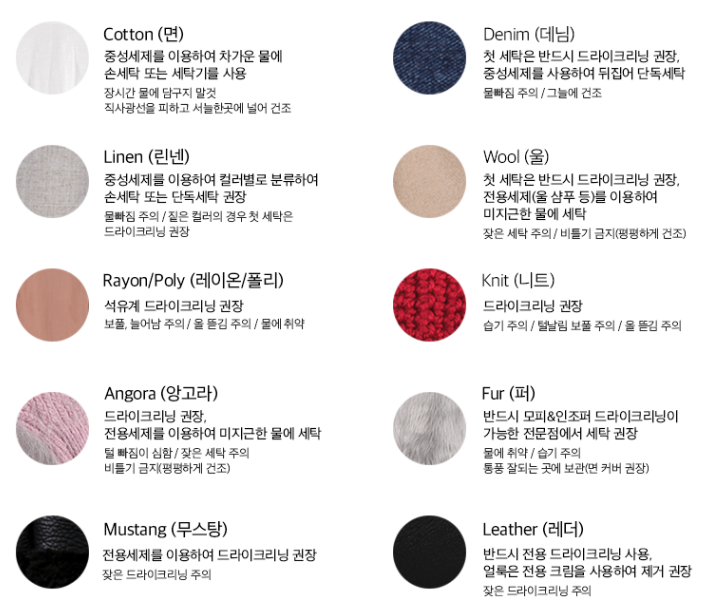 Cotton (면)
중성세제를 이용하여 차가운 물에
손세탁 또는 세탁기를 사용
장시간 물에 담구지 말것
직사광선을 피하고 서늘한곳에 널어 건조
Denim (데님)
첫 세탁은 반드시 드라이크리닝 권장,
중성세제를 사용하여 뒤집어 단독세탁
물빠짐 주의 / 그늘에 건조
Linen (린넨)
중성세제를 이용하여 컬러별로 분류하여
손세탁 또는 단독세탁 권장
물빠짐 주의 / 짙은 컬러의 경우 첫 세탁은
드라이크리닝 권장
Wool (울)
첫 세탁은 반드시 드라이크리닝 권장,
전용세제(울 샴푸 등)를 이용하여
미지근한 물에 세탁
잦은 세탁 주의 / 비틀기 금지(평평하게 건조)
Rayon/Poly (레이온/폴리)
석유계 드라이크리닝 권장
보풀, 늘어남 주의 / 올 뜯김 주의 / 물에 취약
Knit (니트)
드라이크리닝 권장
습기 주의 / 털날림 보풀 주의 / 올 뜯김 주의
Angora (앙고라)
드라이크리닝 권장,
전용세제를 이용하여 미지근한 물에 세탁
털 빠짐이 심함 / 잦은 세탁 주의
비틀기 금지(평평하게 건조)
Fur (퍼)
반드시 모피&인조퍼 드라이크리닝이
가능한 전문점에서 세탁 권장
물에 취약 / 습기 주의
통풍 잘되는 곳에 보관(면 커버 권장)
Mustang (무스탕)
전용세제를 이용하여 드라이크리닝 권장
잦은 드라이크리닝 주의
Leather (레더)
반드시 전용 드라이크리닝 사용,
얼룩은 전용 크림을 사용하여 제거 권장
잦은 드라이크리닝 주의